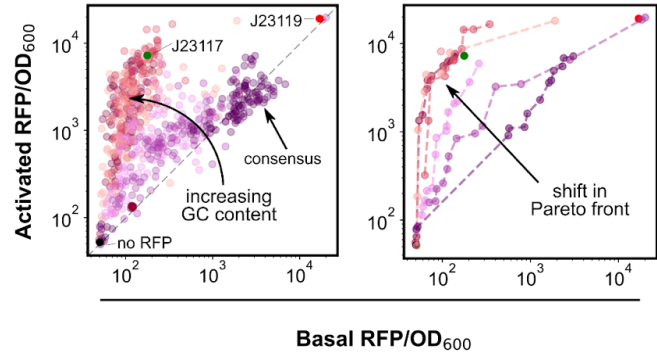 Activated RFP/OD600
10^4
10^3
10^2
J23119
J23117
consensus
increasing
GC content
no RFP
10^2
10^3
10^4
10^4
10^3
10^2
shift in
Pareto front
10^2
10^3
10^4
Basal RFP/OD600